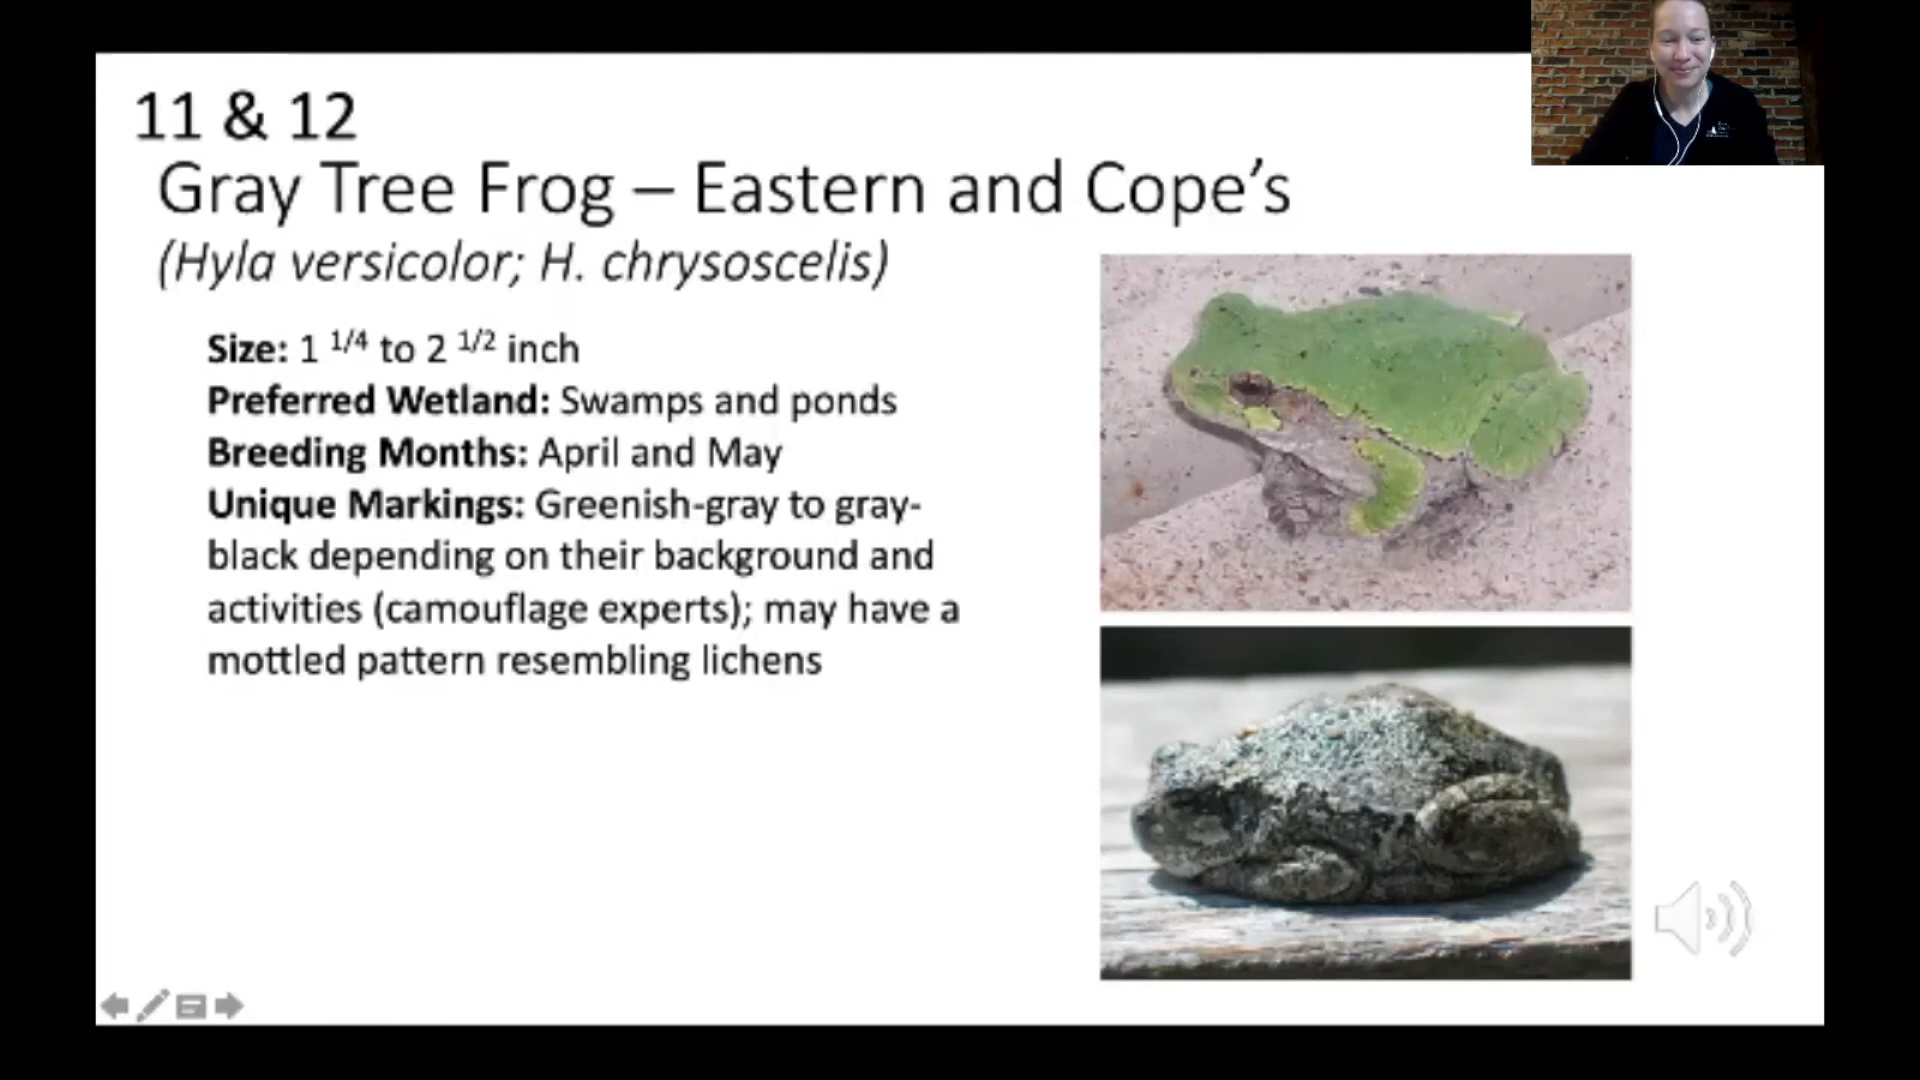 11 & 12
Gray Tree Frog – Eastern and Cope’s
(Hyla versicolor; H. chrysoscelis)
Size: 1 1/4 to 2 1/2 inch
Preferred Wetland: Swamps and ponds
Breeding Months: April and May
Unique Markings: Greenish-gray to gray-
black depending on their background and
activities (camouflage experts); may have a
mottled pattern resembling lichens